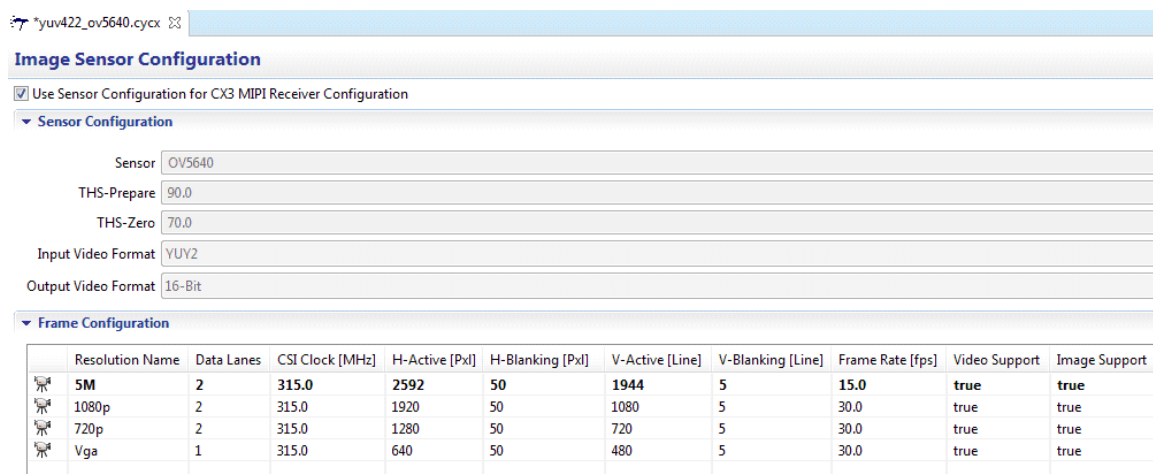 *yuv422_ov5640.cycx
Image Sensor Configuration
Use Sensor Configuration for CX3 MIPI Receiver Configuration
Sensor Configuration
Sensor OV5640
THS-Prepare 90.0
THS-Zero 70.0
Input Video Format YUY2
Output Video Format 16-Bit
Frame Configuration
Resolution Name Data Lanes CSI Clock [MHz] H-Active [Pxl] H-Blanking [Pxl] V-Active [Line] V-Blanking [Line] Frame Rate [fps] Video Support Image Support
5M 2 315.0 2592 50 1944 5 15.0 true true
1080p 2 315.0 1920 50 1080 5 30.0 true true
720p 2 315.0 1280 50 720 5 30.0 true true
Vga 1 315.0 640 50 480 5 30.0 true true